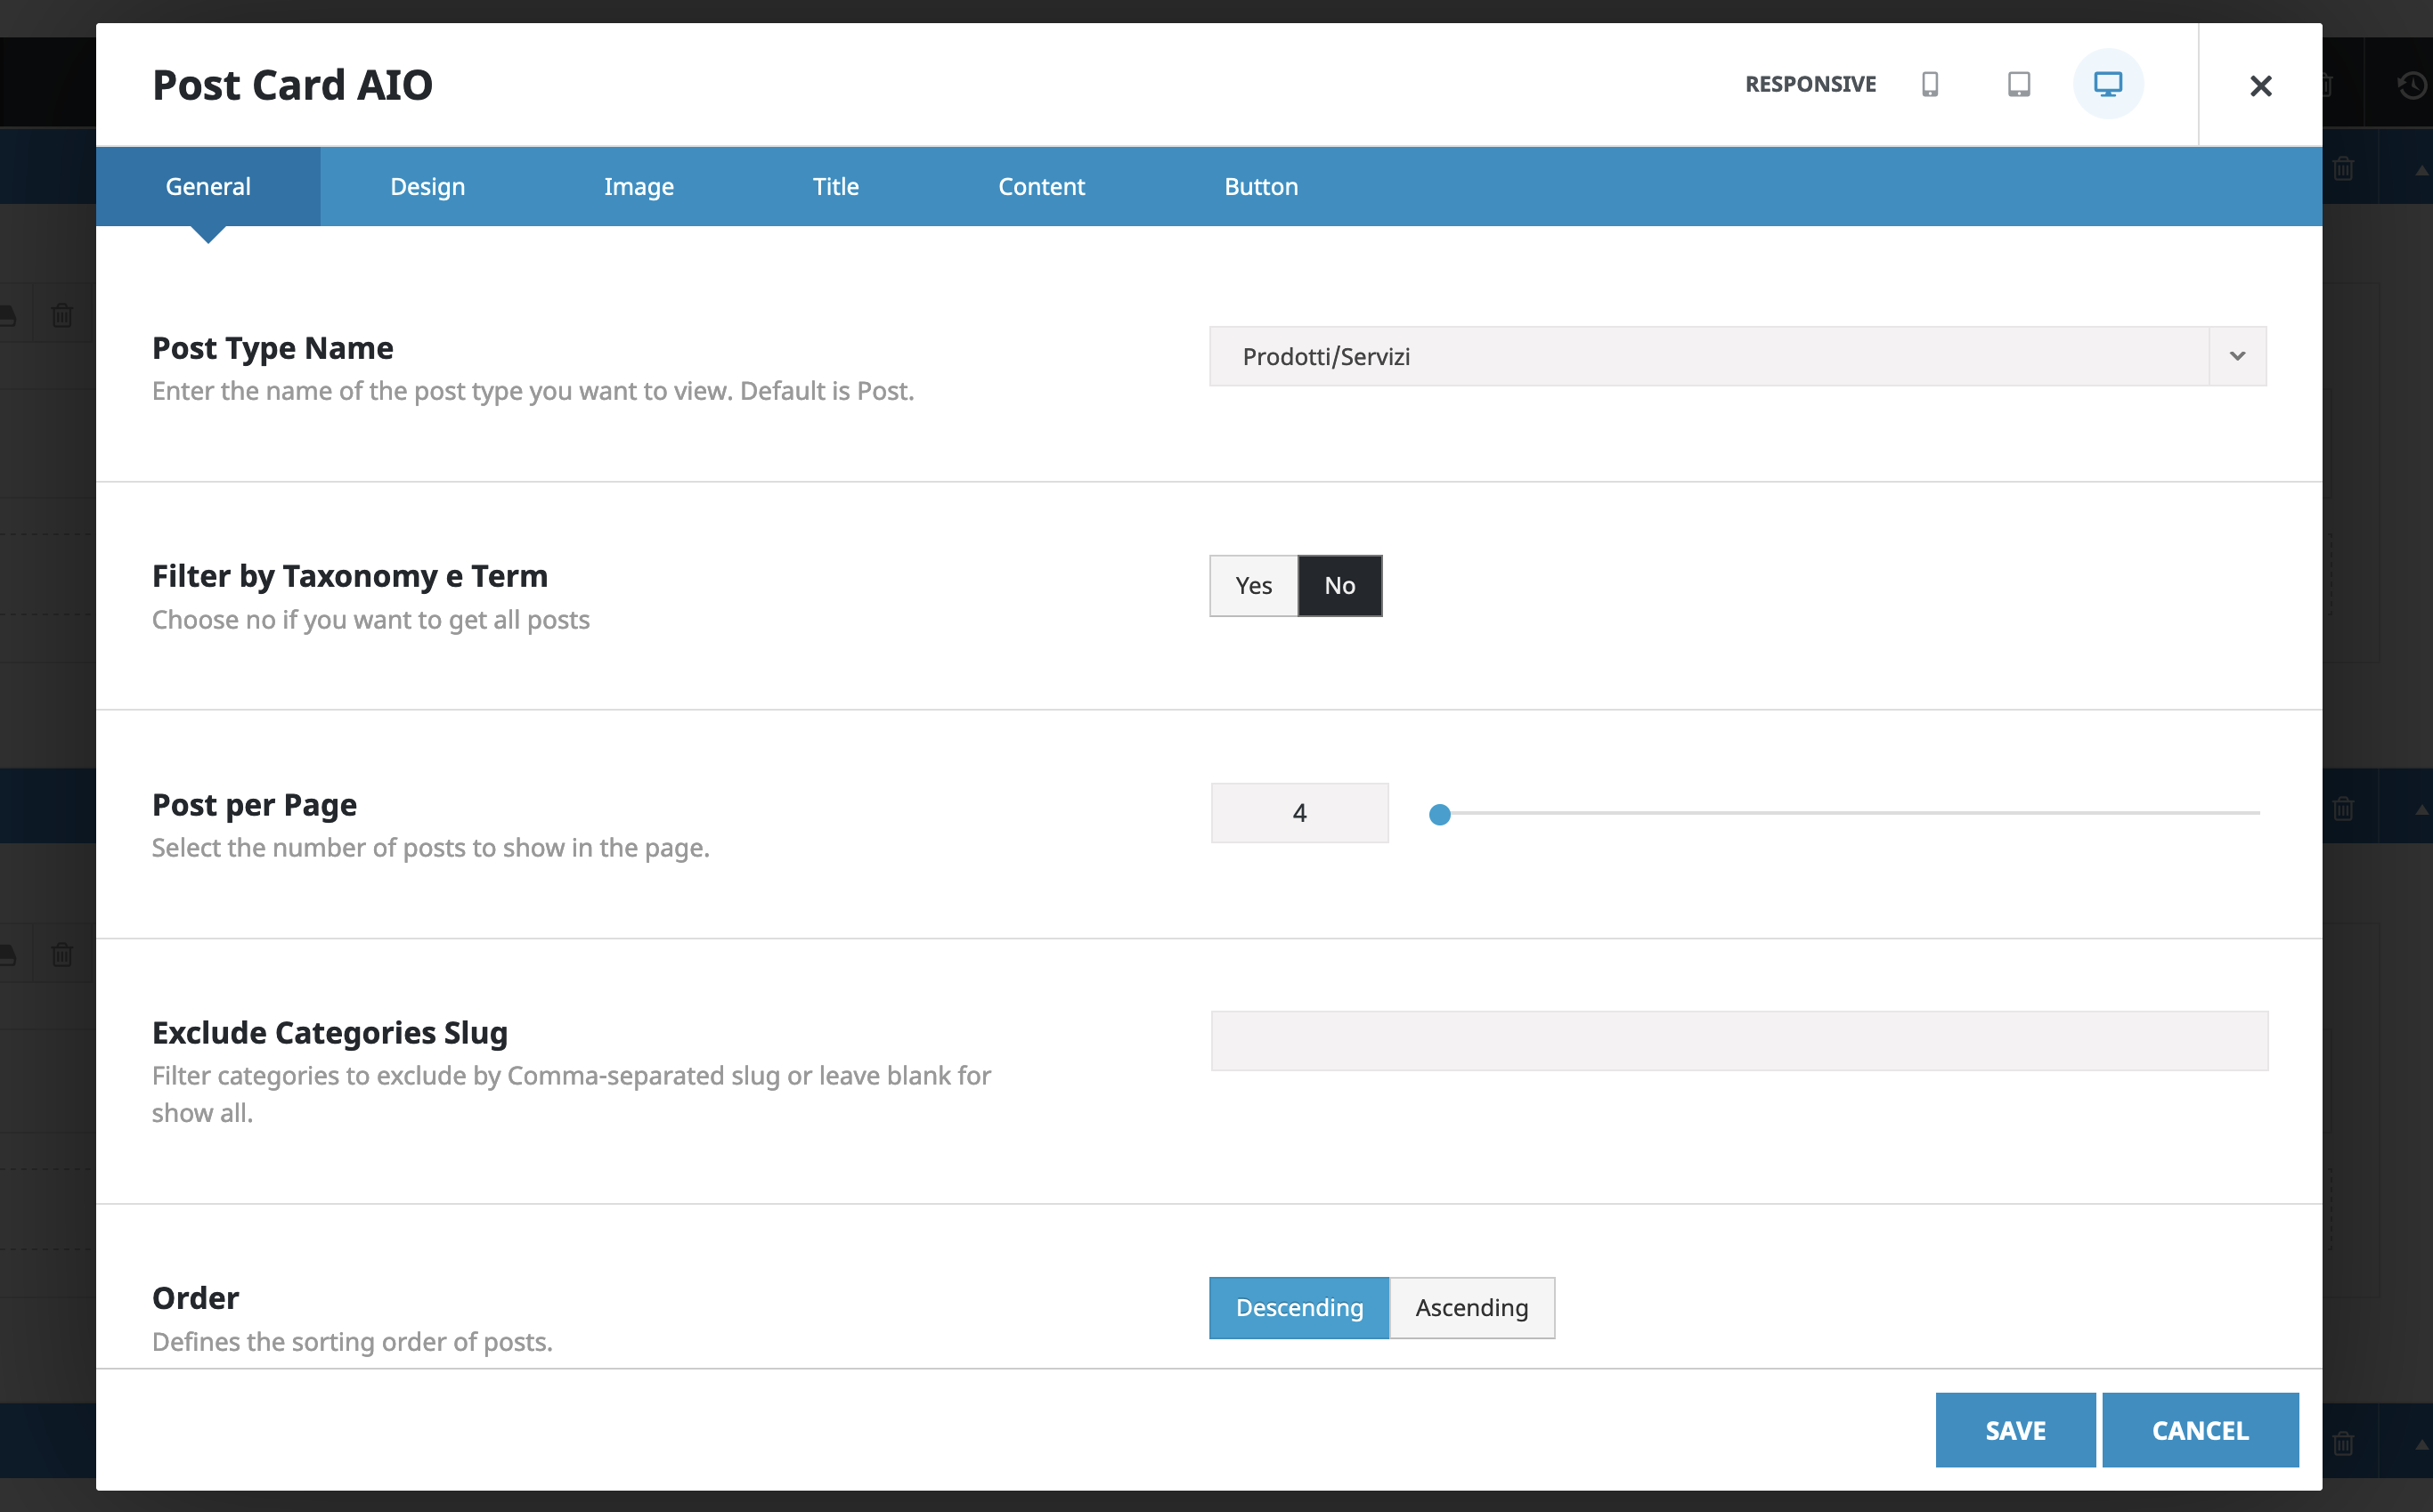 Post Card AIO
RESPONSIVE
General
Design
Image
Title
Content
Button
Post Type Name
Enter the name of the post type you want to view. Default is Post.
Prodotti/Servizi
Filter by Taxonomy e Term
Choose no if you want to get all posts
Yes
No
Post per Page
Select the number of posts to show in the page.
4
Exclude Categories Slug
Filter categories to exclude by Comma-separated slug or leave blank for
show all.
Order
Defines the sorting order of posts.
Descending
Ascending
SAVE
CANCEL